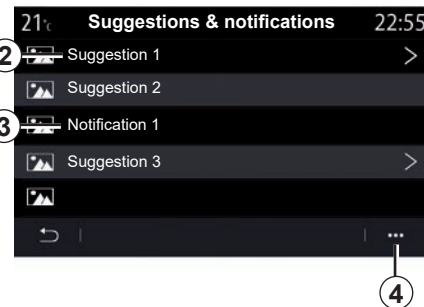 21°c Suggestions & notifications 22:55
2 Suggestion 1
Suggestion 2
3 Notification 1
Suggestion 3
4